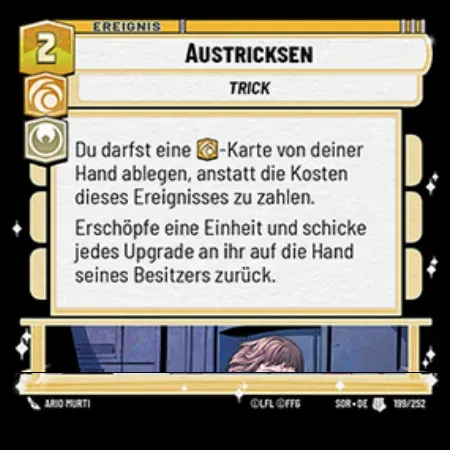 EREIGNIS
2
AUSTRICKSEN
TRICK
Du darfst eine -Karte von deiner
Hand ablegen, anstatt die Kosten
dieses Ereignisses zu zahlen.
Erschöpfe eine Einheit und schicke
jedes Upgrade an ihr auf die Hand
seines Besitzers zurück.
ARIO MURTI
©LFL ©FFG
SOR • DE
199/252